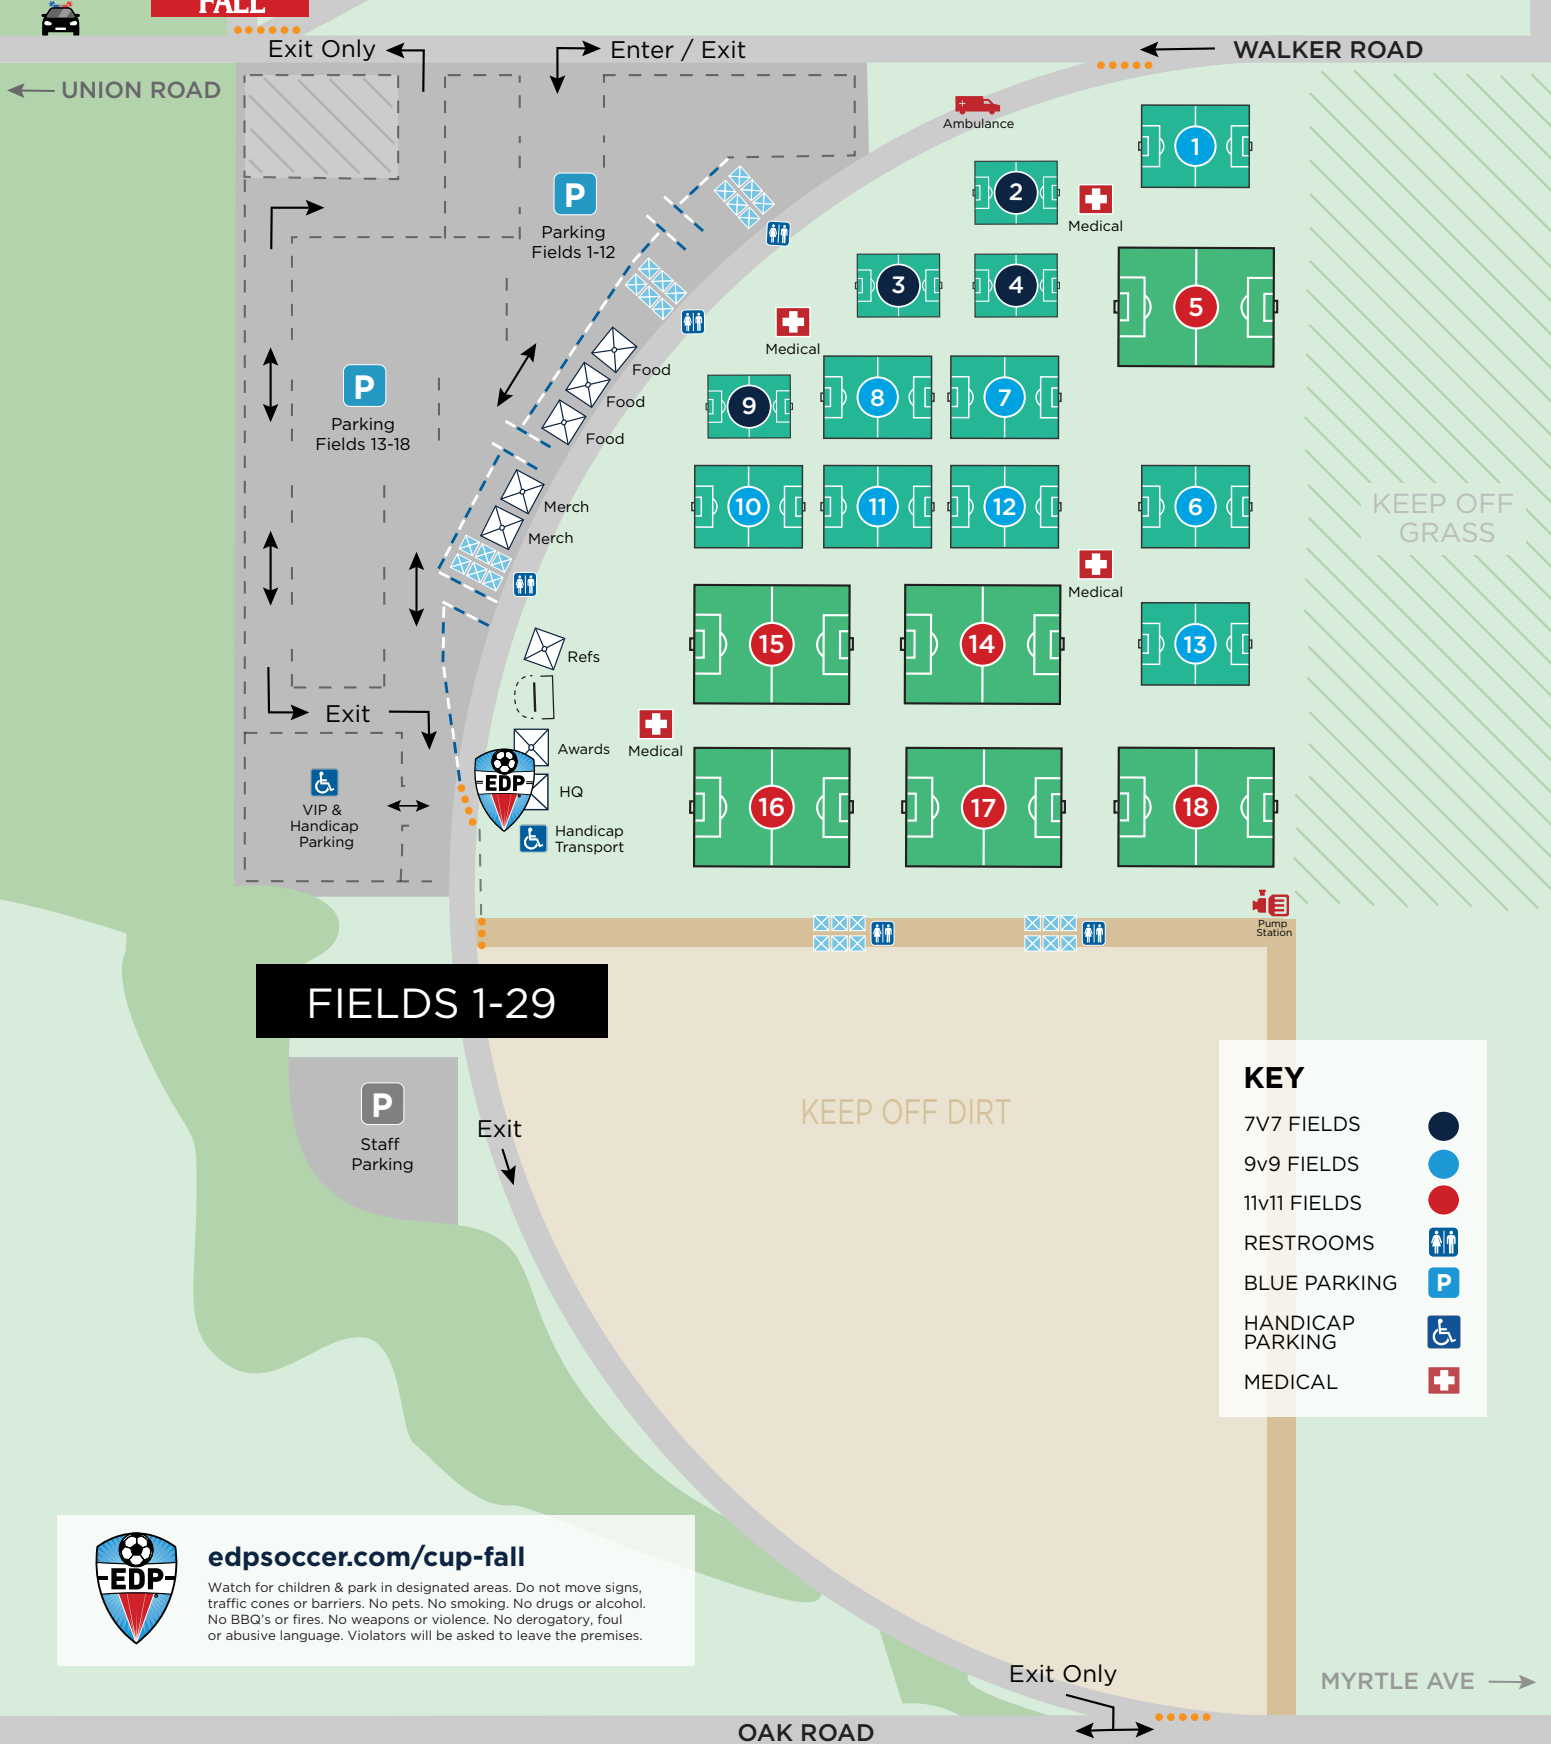 FALL
Exit Only
Enter / Exit
WALKER ROAD
UNION ROAD
Ambulance
1
2
Medical
P
Parking
Fields 1-12
3
4
5
Medical
Food
Food
Food
P
Parking
Fields 13-18
9
8
7
Merch
Merch
10
11
12
6
KEEP OFF
GRASS
Medical
Refs
15
14
13
Exit
Awards
Medical
EDP
HQ
VIP &
Handicap
Parking
Handicap
Transport
16
17
18
Pump
Station
FIELDS 1-29
P
Staff
Parking
Exit
KEEP OFF DIRT
KEY
7V7 FIELDS
9v9 FIELDS
11v11 FIELDS
RESTROOMS
BLUE PARKING
P
HANDICAP
PARKING
MEDICAL
EDP
edpsoccer.com/cup-fall
Watch for children & park in designated areas. Do not move signs,
traffic cones or barriers. No pets. No smoking. No drugs or alcohol.
No BBQ's or fires. No weapons or violence. No derogatory, foul
or abusive language. Violators will be asked to leave the premises.
Exit Only
MYRTLE AVE
OAK ROAD